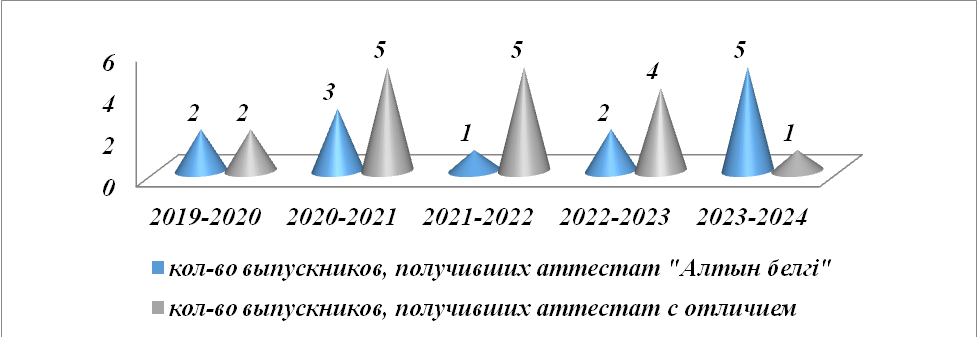 5 5 5
6
4
3
4
2 2 2
1 1
2
0
2019-2020 2020-2021 2021-2022 2022-2023 2023-2024
кол-во выпускников, получивших аттестат "Алтын белгі"
кол-во выпускников, получивших аттестат с отличием